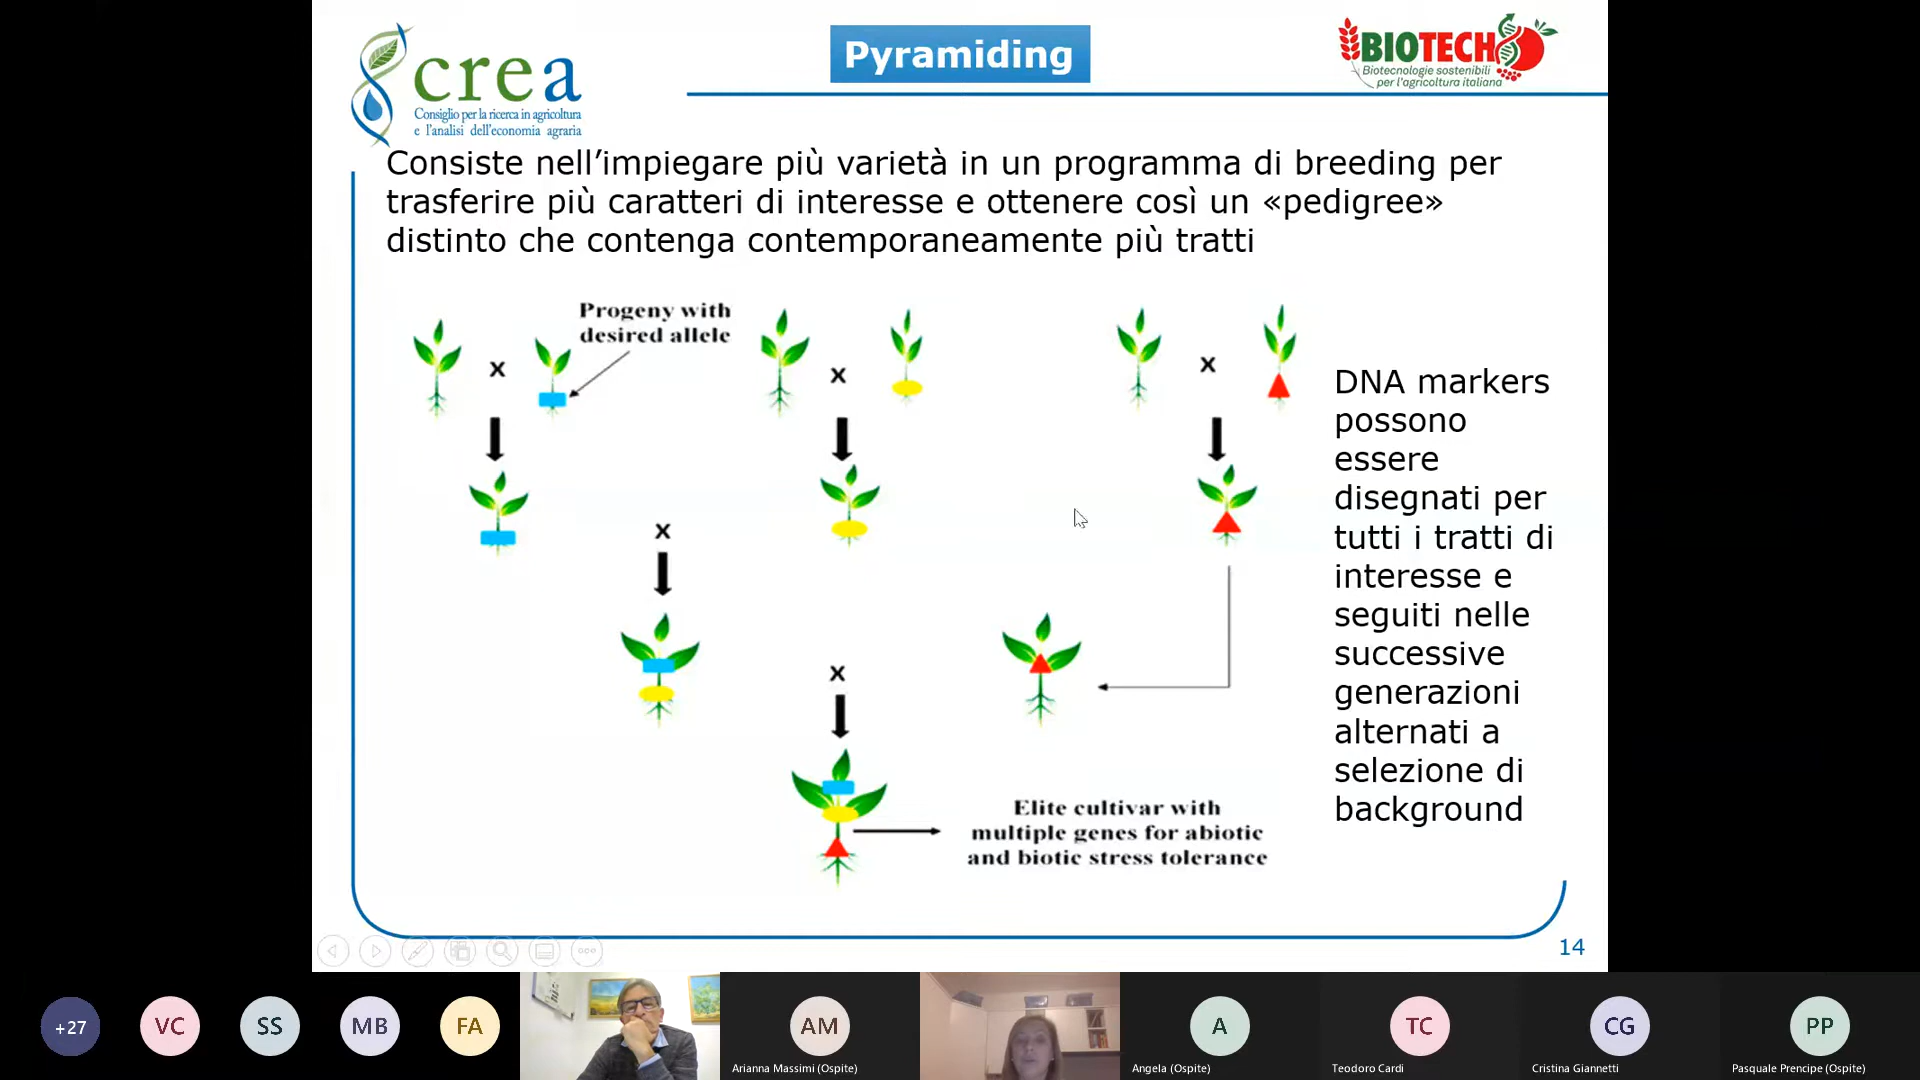 crea
Consiglio per la ricerca in agricoltura
e l'analisi dell'economia agraria
Pyramiding
BIOTECH
Biotecnologie sostenibili
per l'agricoltura italiana
Consiste nell’impiegare più varietà in un programma di breeding per
trasferire più caratteri di interesse e ottenere così un «pedigree»
distinto che contenga contemporaneamente più tratti
Progeny with
desired allele
x
x
x
x
x
Elite cultivar with
multiple genes for abiotic
and biotic stress tolerance
DNA markers
possono
essere
disegnati per
tutti i tratti di
interesse e
seguiti nelle
successive
generazioni
alternati a
selezione di
background
14
+27
VC
SS
MB
FA
AM
Arianna Massimi (Ospite)
A
Angela (Ospite)
TC
Teodoro Cardi
CG
Cristina Giannetti
PP
Pasquale Prencipe (Ospite)